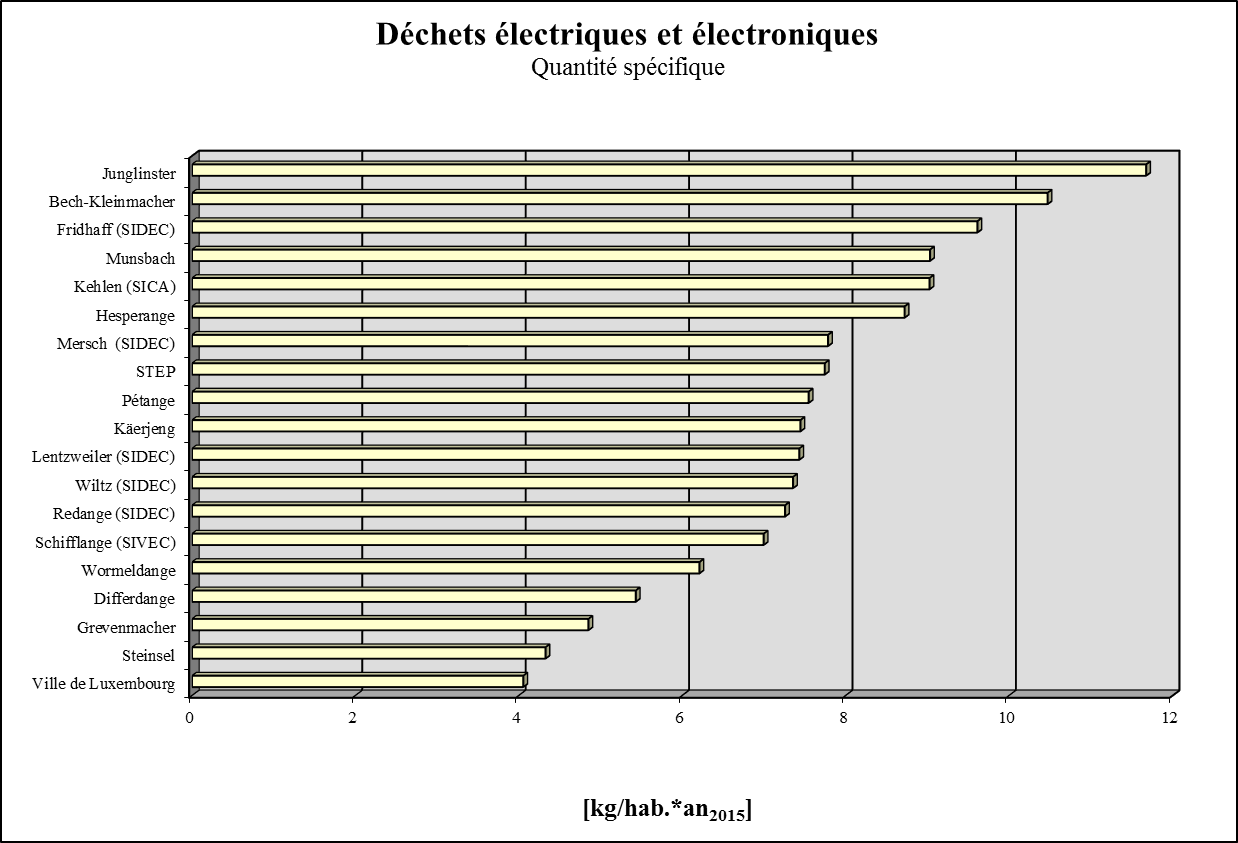 Déchets électriques et électroniques
Quantité spécifique
Junglinster
Bech-Kleinmacher
Fridhaff (SIDEC)
Munsbach
Kehlen (SICA)
Hesperange
Mersch  (SIDEC)
STEP
Pétange
Käerjeng
Lentzweiler (SIDEC)
Wiltz (SIDEC)
Redange (SIDEC)
Schifflange (SIVEC)
Wormeldange
Differdange
Grevenmacher
Steinsel
Ville de Luxembourg
0 2 4 6 8 10 12
[kg/hab.*an2015]